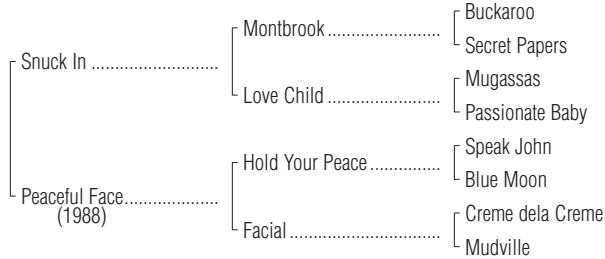 Buckaroo
Montbrook ........................
Secret Papers
Snuck In ...........................
Mugassas
Love Child ........................
Passionate Baby
Speak John
Hold Your Peace ...............
Blue Moon
Peaceful Face....................
(1988)
Creme dela Creme
Facial ................................
Mudville